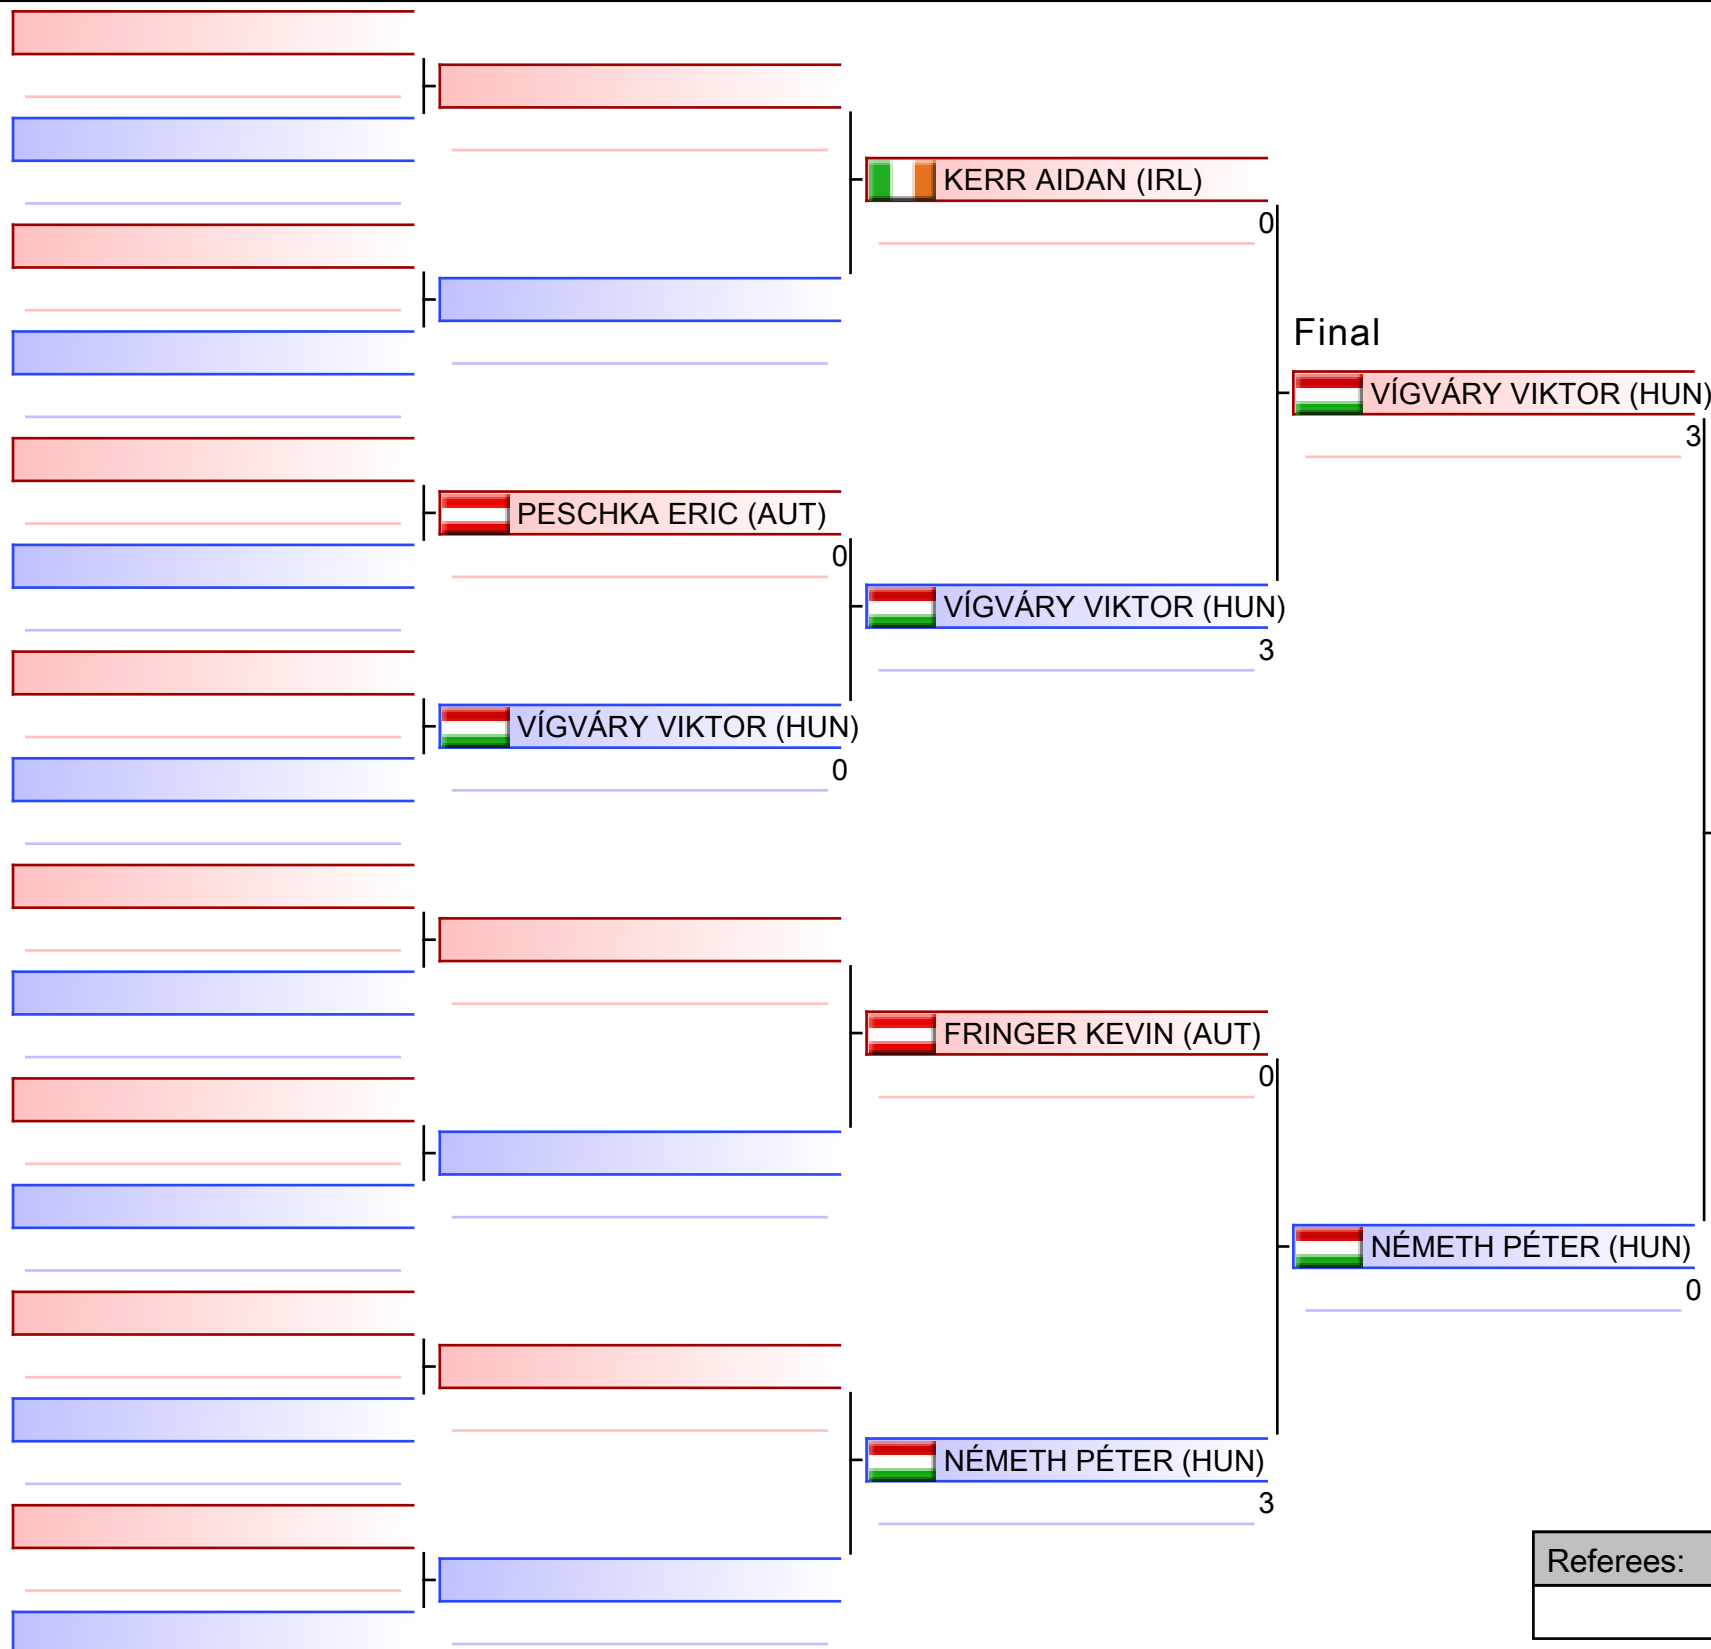 KERR AIDAN (IRL)
0
Final
VÍGVÁRY VIKTOR (HUN)
3
PESCHKA ERIC (AUT)
0
VÍGVÁRY VIKTOR (HUN)
3
VÍGVÁRY VIKTOR (HUN)
0
FRINGER KEVIN (AUT)
0
NÉMETH PÉTER (HUN)
0
NÉMETH PÉTER (HUN)
3
Referees: